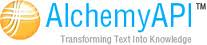 AlchemyAPI™
Transforming Text Into Knowledge